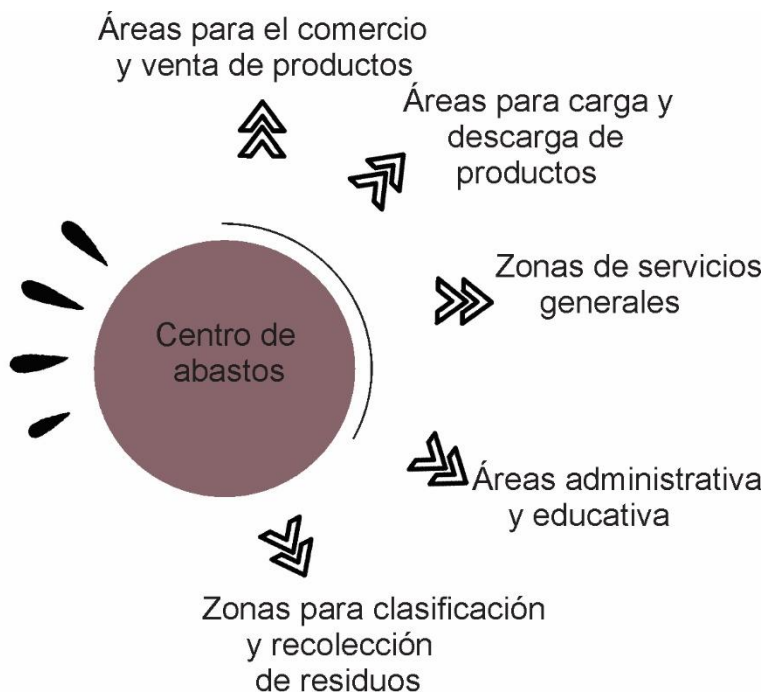 Áreas para el comercio
y venta de productos
Áreas para carga y
descarga de
productos
Zonas de servicios
generales
Centro de
abastos
Áreas administrativa
y educativa
Zonas para clasificación
y recolección
de residuos